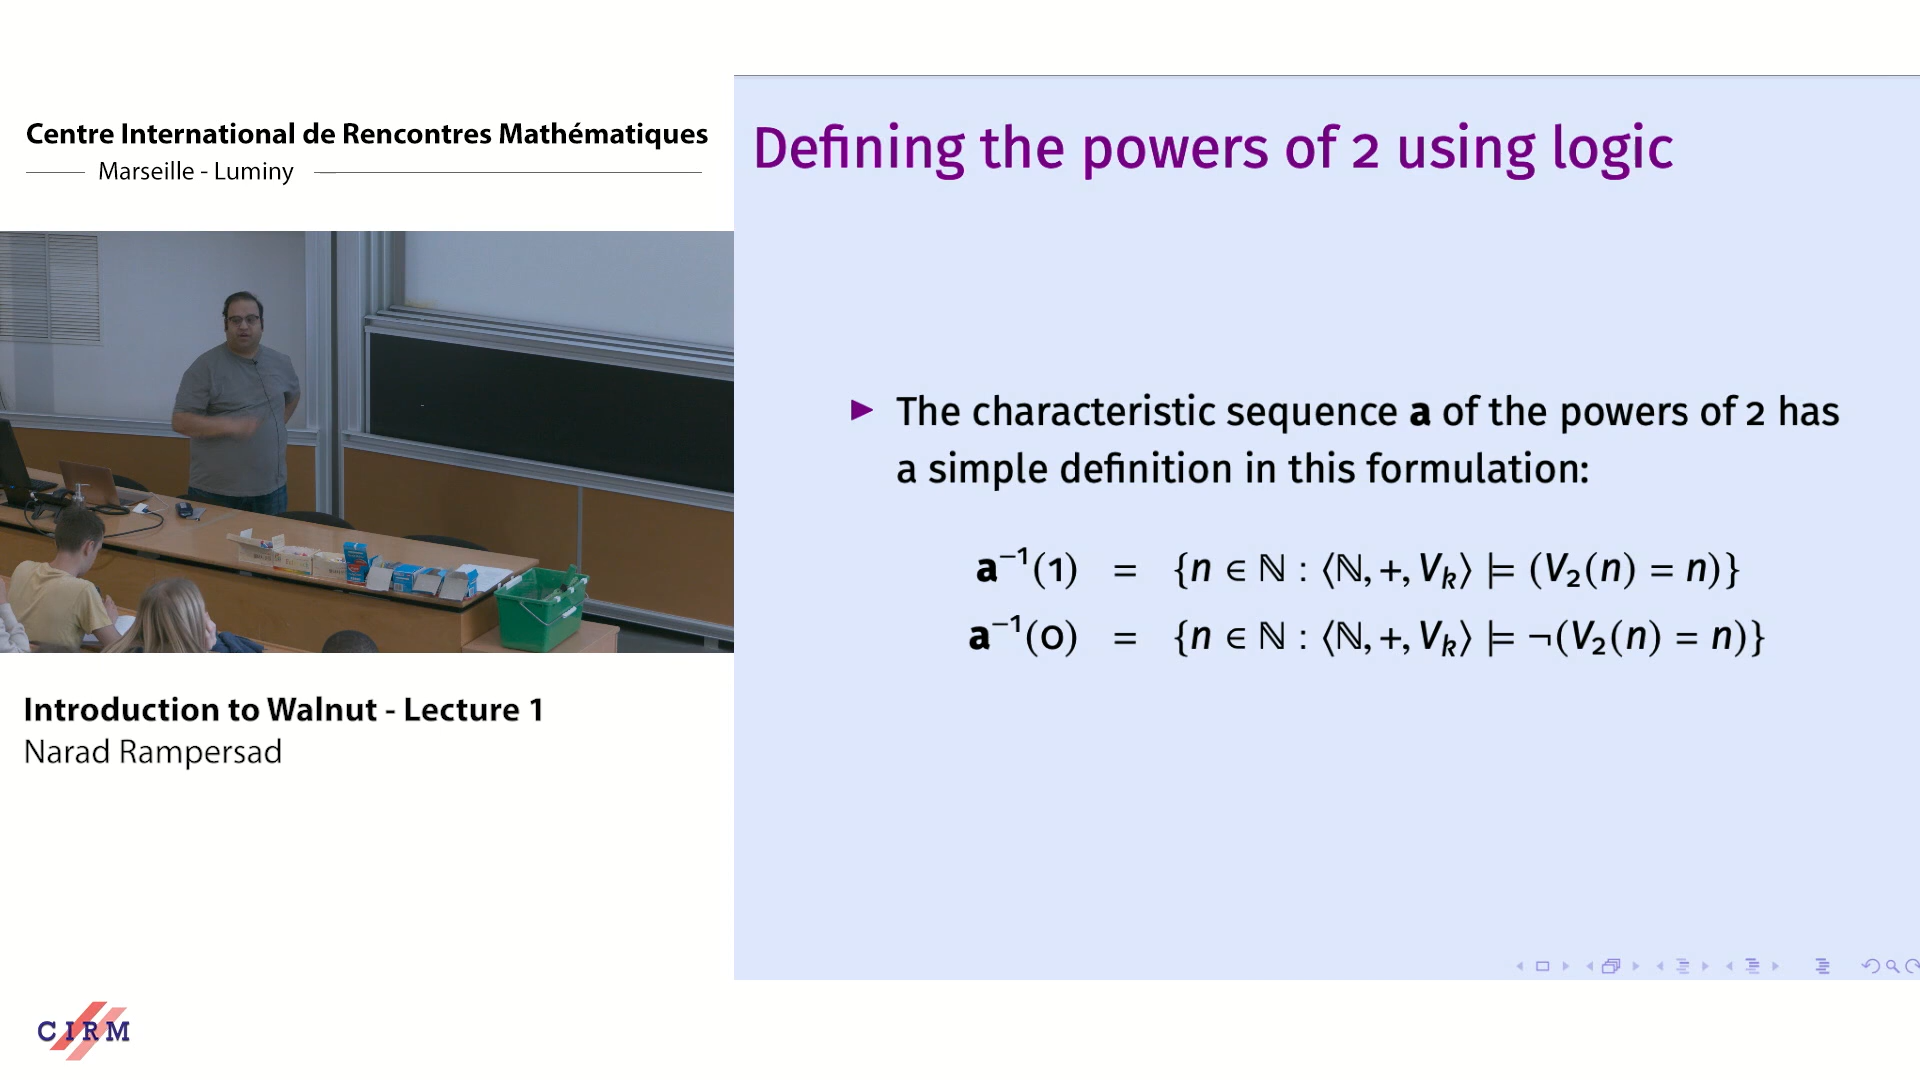 Centre International de Rencontres Mathématiques
Marseille - Luminy
Introduction to Walnut - Lecture 1
Narad Rampersad
CIRM
Defining the powers of 2 using logic
▶ The characteristic sequence a of the powers of 2 has
a simple definition in this formulation:
a⁻¹(1) = {n ∈ ℕ : ⟨ℕ, +, Vₖ⟩ ⊨ (V₂(n) = n)}
a⁻¹(0) = {n ∈ ℕ : ⟨ℕ, +, Vₖ⟩ ⊨ ¬(V₂(n) = n)}